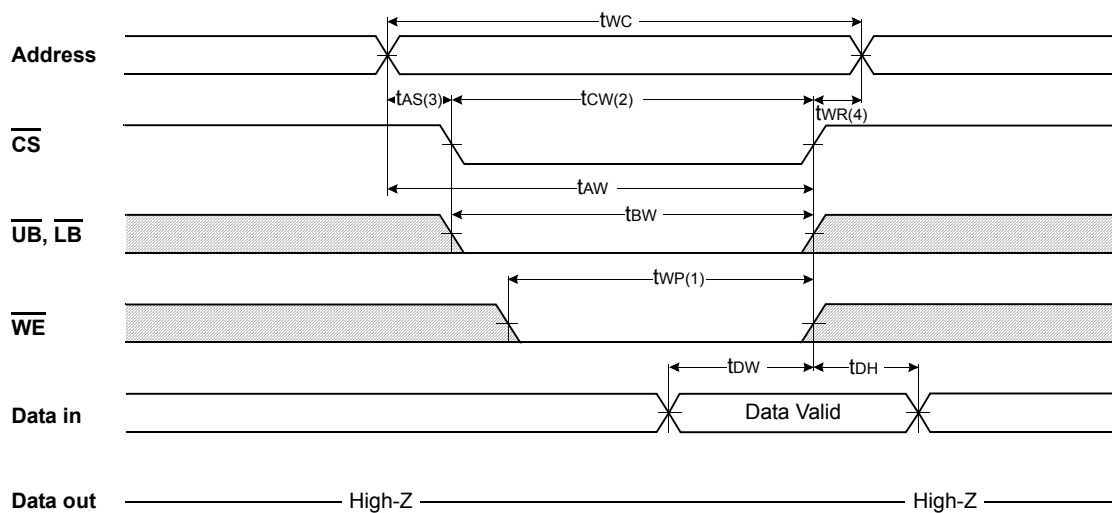 tWC
Address
tAS(3) tCW(2) tWR(4)
CS
tAW
UB, LB tBW
tWP(1)
WE
tDW tDH
Data in Data Valid
Data out High-Z High-Z